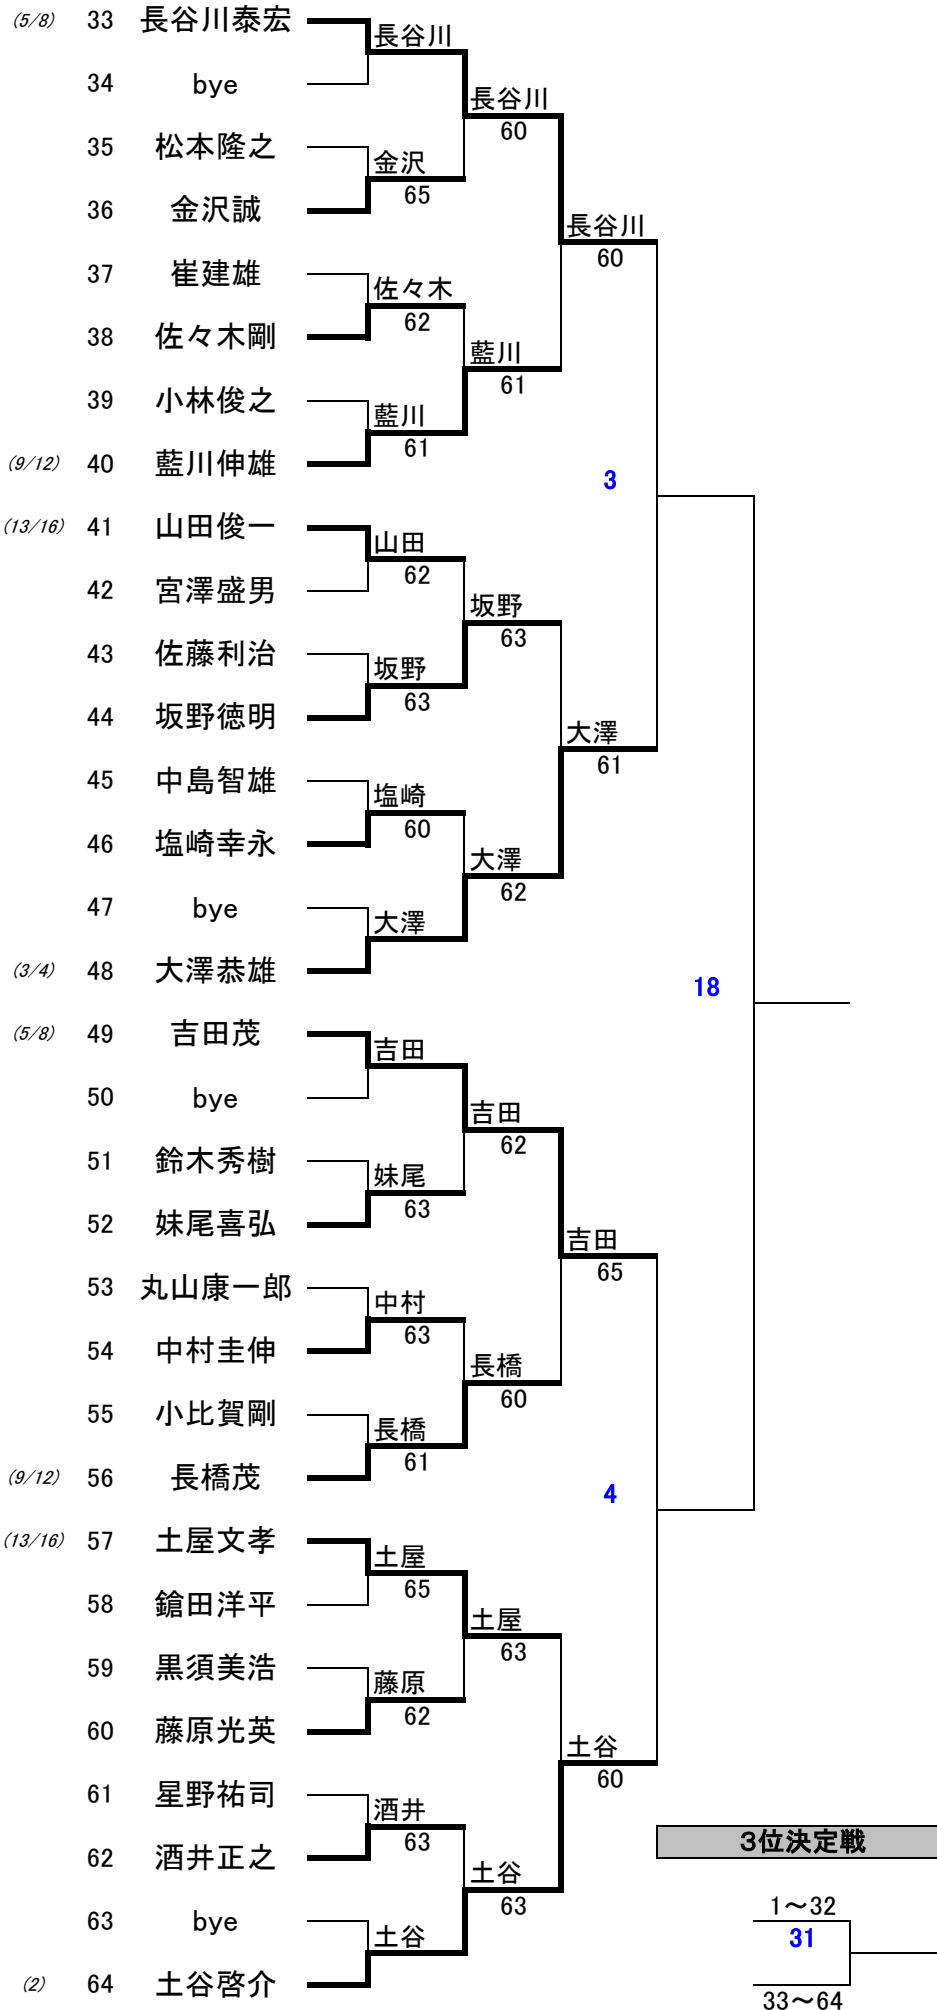 (5/8) 33 長谷川泰宏
長谷川
34 bye
長谷川
60
35 松本隆之
金沢
65
36 金沢誠
長谷川
60
37 崔建雄
佐々木
62
38 佐々木剛
藍川
61
39 小林俊之
藍川
61
(9/12) 40 藍川伸雄
3
(13/16) 41 山田俊一
山田
62
42 宮澤盛男
坂野
63
43 佐藤利治
坂野
63
44 坂野徳明
大澤
61
45 中島智雄
塩崎
60
46 塩崎幸永
大澤
62
47 bye
大澤
(3/4) 48 大澤恭雄
18
(5/8) 49 吉田茂
吉田
50 bye
吉田
62
51 鈴木秀樹
妹尾
63
52 妹尾喜弘
吉田
65
53 丸山康一郎
中村
63
54 中村圭伸
長橋
60
55 小比賀剛
長橋
61
(9/12) 56 長橋茂
4
(13/16) 57 土屋文孝
土屋
65
58 鎗田洋平
土屋
63
59 黒須美浩
藤原
62
60 藤原光英
土谷
60
61 星野祐司
酒井
63
62 酒井正之
土谷
63
63 bye
土谷
(2) 64 土谷啓介
３位決定戦
1～32
31
33～64